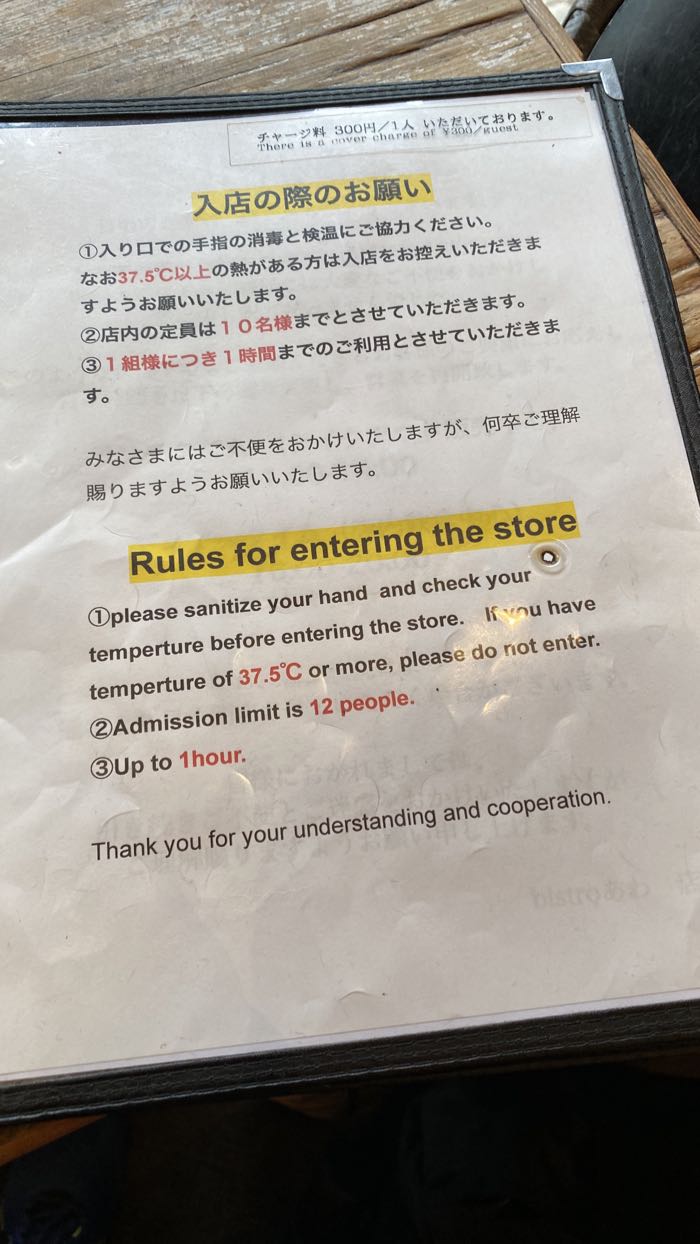 チャージ料 300円／1人 いただいております。
There is a cover charge of ¥300/guest
入店の際のお願い
①入り口での手指の消毒と検温にご協力ください。
なお37.5℃以上の熱がある方は入店をお控えいただきま
すようお願いいたします。
②店内の定員は１０名様までとさせていただきます。
③１組様につき１時間までのご利用とさせていただきま
す。
みなさまにはご不便をおかけいたしますが、何卒ご理解
賜りますようお願いいたします。
Rules for entering the store
①please sanitize your hand and check your
temperture before entering the store. If you have
temperture of 37.5℃ or more, please do not enter.
②Admission limit is 12 people.
③Up to 1hour.
Thank you for your understanding and cooperation.
bistroあわ